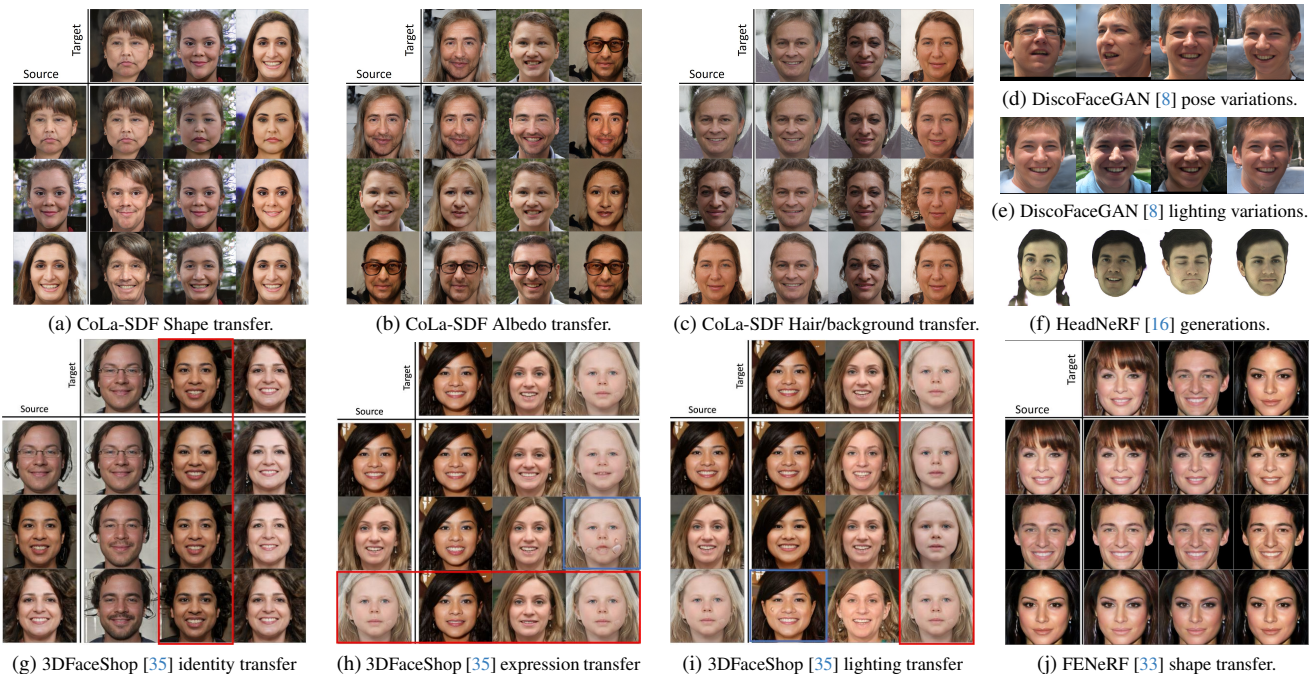 Target
Source
(a) CoLa-SDF Shape transfer.
Target
Source
(b) CoLa-SDF Albedo transfer.
Target
Source
(c) CoLa-SDF Hair/background transfer.
(d) DiscoFaceGAN [8] pose variations.
(e) DiscoFaceGAN [8] lighting variations.
(f) HeadNeRF [16] generations.
Target
Source
(g) 3DFaceShop [35] identity transfer
Target
Source
(h) 3DFaceShop [35] expression transfer
Target
Source
(i) 3DFaceShop [35] lighting transfer
Target
Source
(j) FENeRF [33] shape transfer.